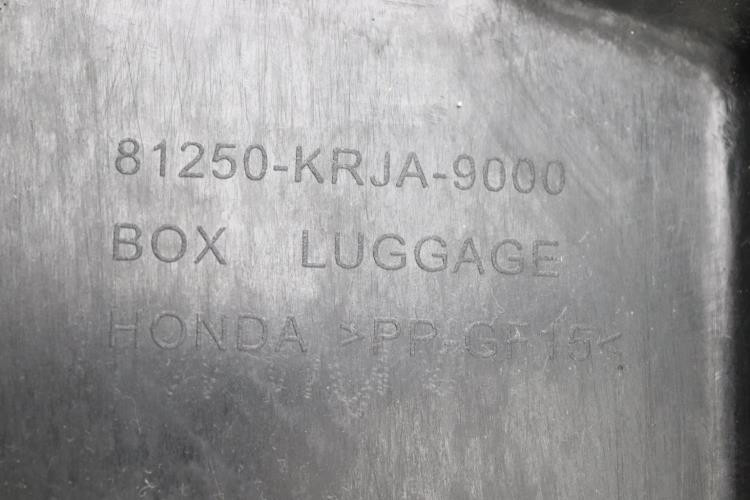 81250-KRJA-9000
BOX LUGGAGE
HONDA >PP-GF15<